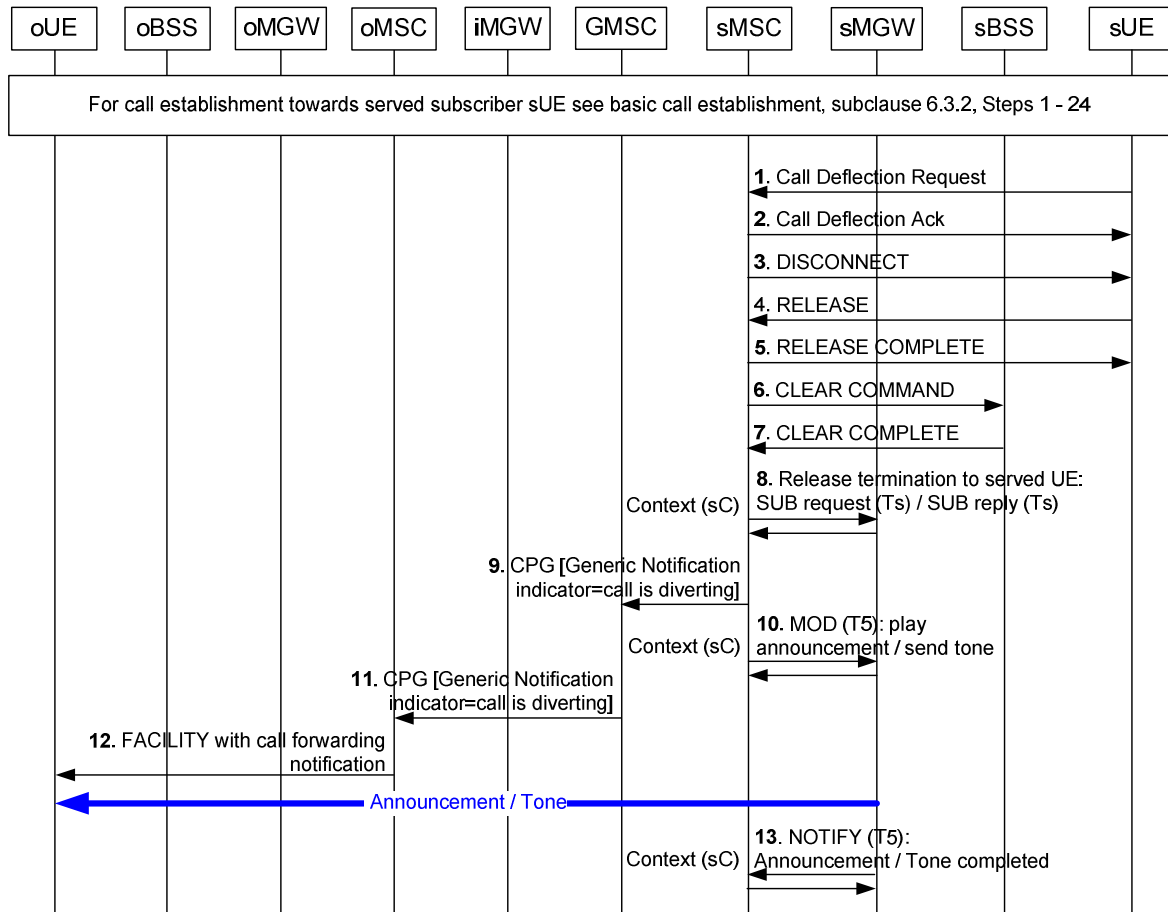 oUE oBSS oMGW oMSC iMGW GMSC sMSC sMGW sBSS sUE
For call establishment towards served subscriber sUE see basic call establishment, subclause 6.3.2, Steps 1 - 24
1. Call Deflection Request
2. Call Deflection Ack
3. DISCONNECT
4. RELEASE
5. RELEASE COMPLETE
6. CLEAR COMMAND
7. CLEAR COMPLETE
8. Release termination to served UE:
SUB request (Ts) / SUB reply (Ts)
Context (sC)
9. CPG [Generic Notification
indicator=call is diverting]
10. MOD (T5): play
announcement / send tone
Context (sC)
11. CPG [Generic Notification
indicator=call is diverting]
12. FACILITY with call forwarding
notification
Announcement / Tone
13. NOTIFY (T5):
Announcement / Tone completed
Context (sC)